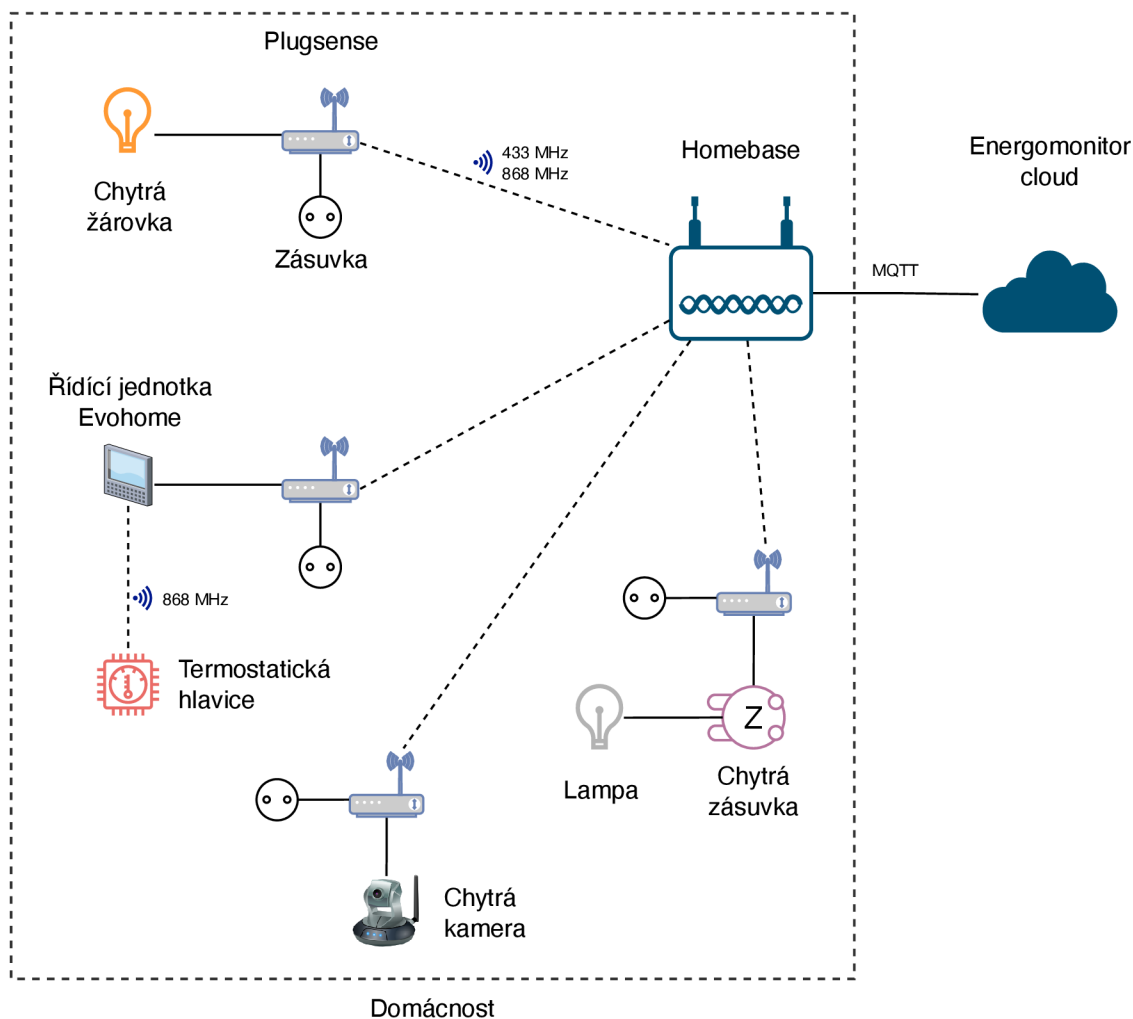 Plugsense
433 MHz
868 MHz
Homebase
Energomonitor
cloud
Chytrá
žárovka
Zásuvka
MQTT
Řídící jednotka
Evohome
868 MHz
Termostatická
hlavice
Z
Lampa
Chytrá
zásuvka
Chytrá
kamera
Domácnost